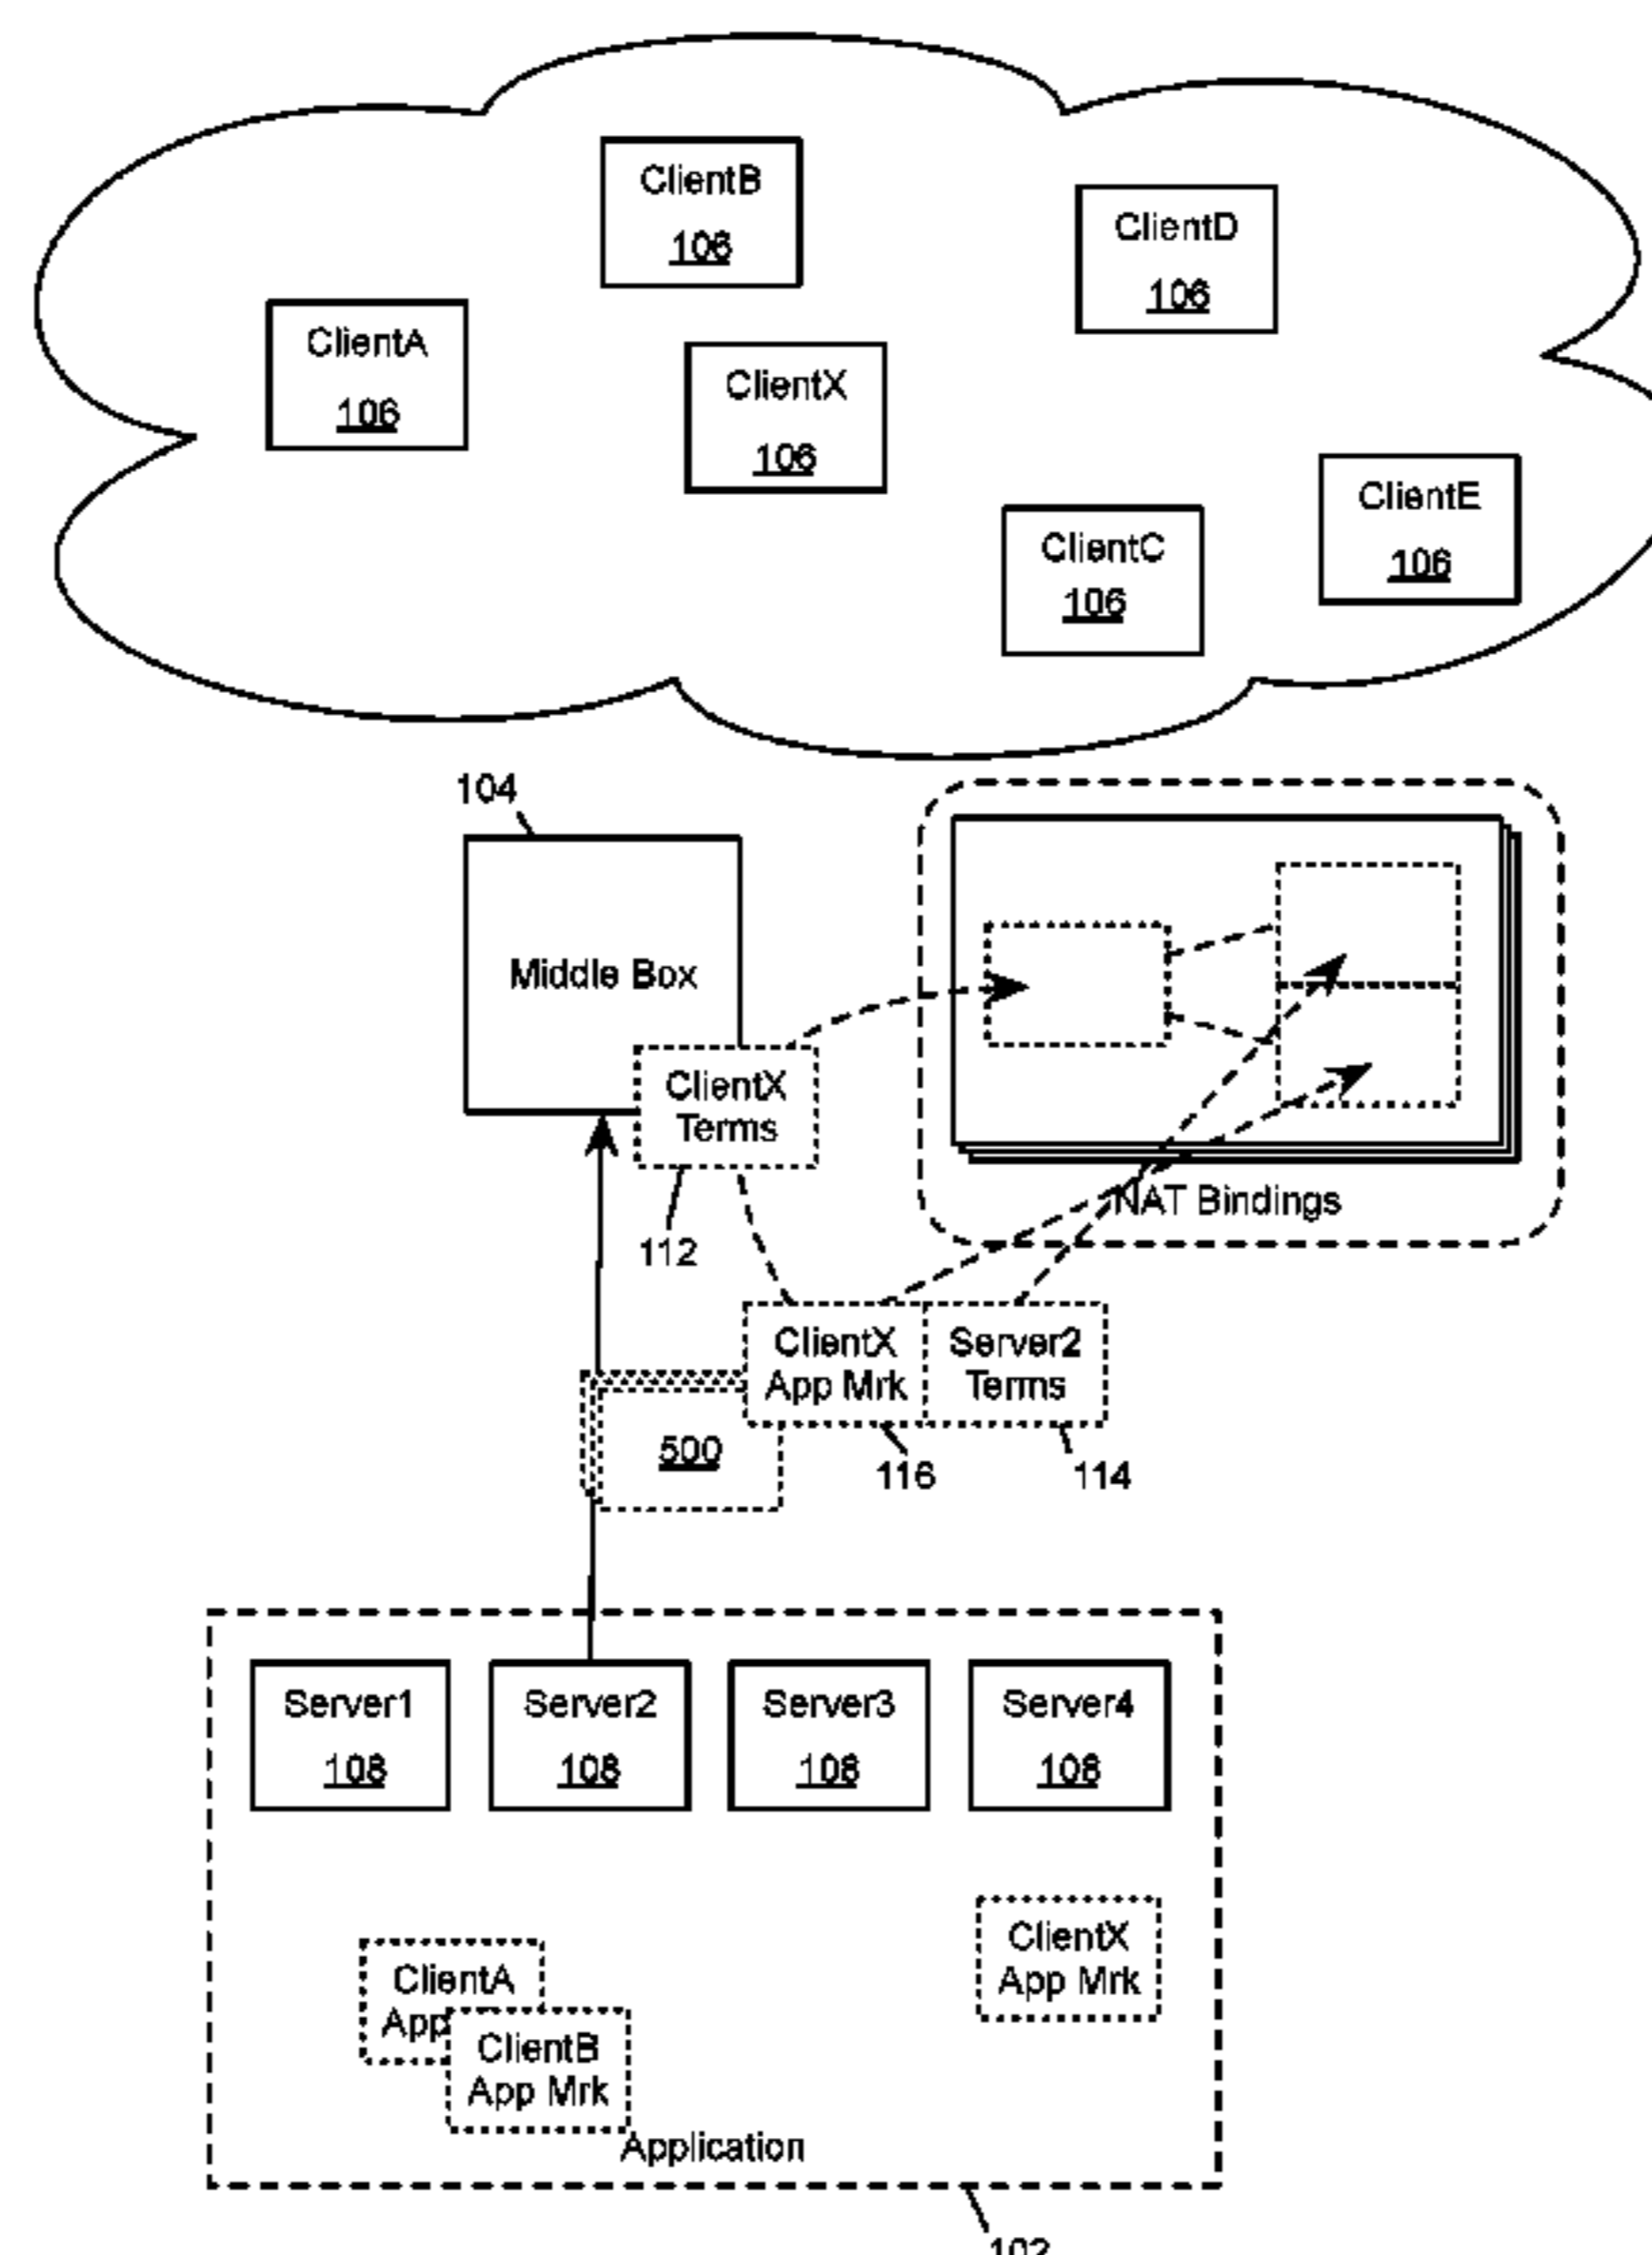 ClientB
106
ClientD
106
ClientA
106
ClientX
106
ClientE
106
ClientC
106
104
Middle Box
ClientX
Terms
112
NAT Bindings
ClientX
App Mrk
Server2
Terms
500
116
114
Server1
108
Server2
108
Server3
108
Server4
108
ClientX
App Mrk
ClientA
App
ClientB
App Mrk
Application
102